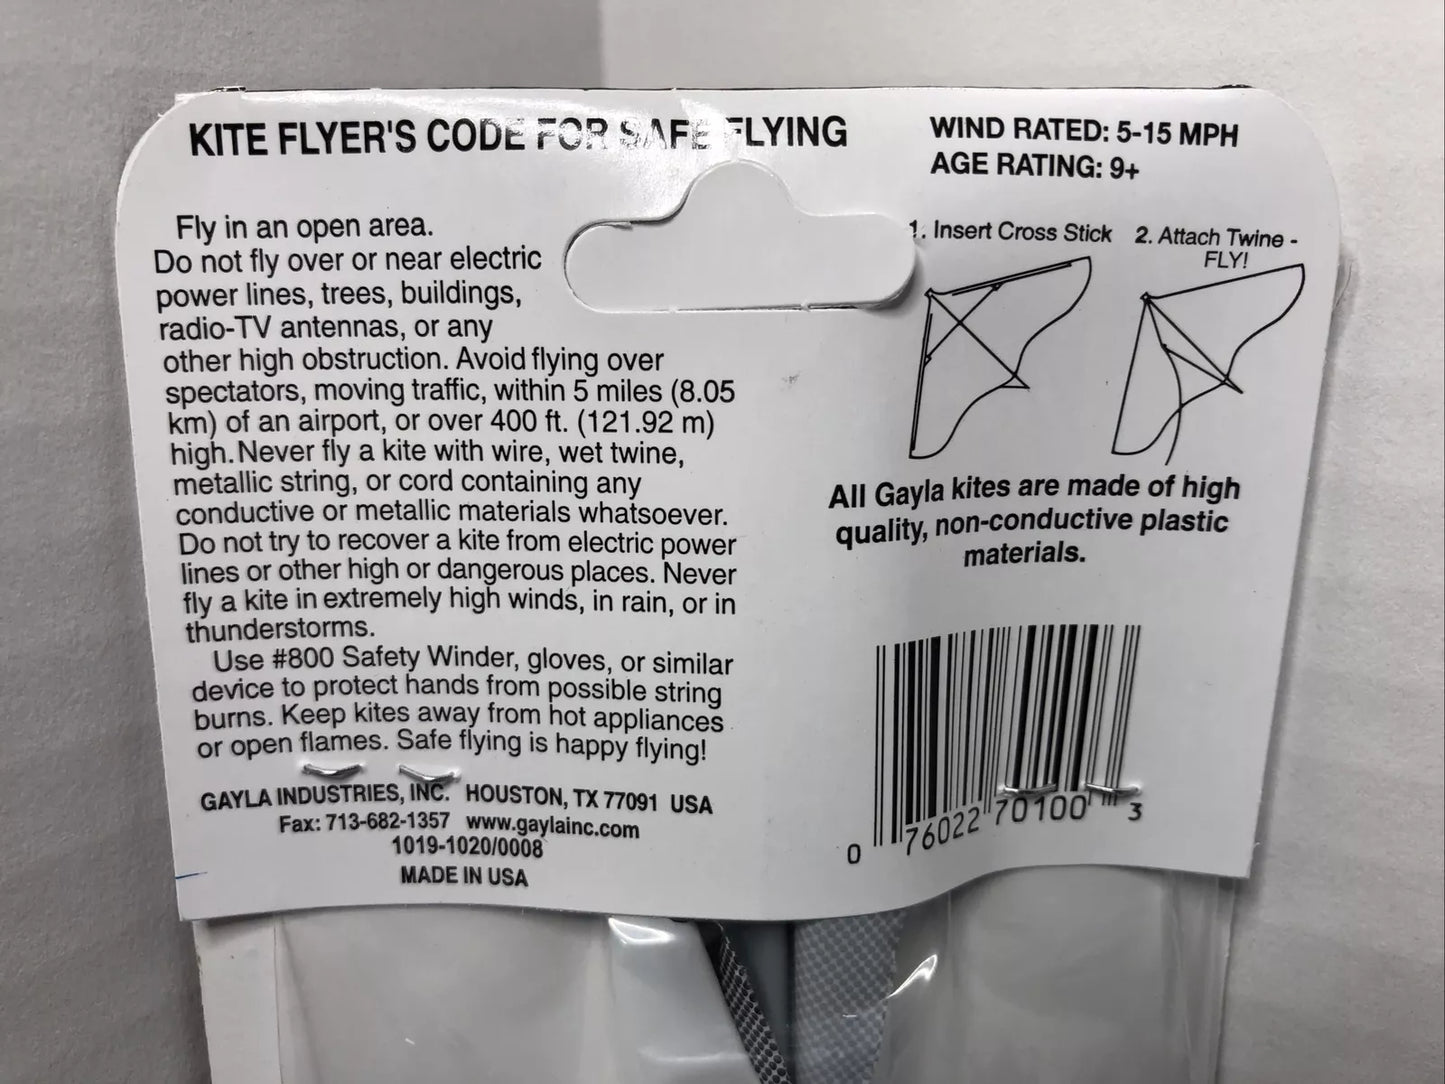 KITE FLYER'S CODE FOR SAFE FLYING
Fly in an open area.
Do not fly over or near electric
power lines, trees, buildings,
radio-TV antennas, or any
other high obstruction. Avoid flying over
spectators, moving traffic, within 5 miles (8.05
km) of an airport, or over 400 ft. (121.92 m)
high. Never fly a kite with wire, wet twine,
metallic string, or cord containing any
conductive or metallic materials whatsoever.
Do not try to recover a kite from electric power
lines or other high or dangerous places. Never
fly a kite in extremely high winds, in rain, or in
thunderstorms.
Use #800 Safety Winder, gloves, or similar
device to protect hands from possible string
burns. Keep kites away from hot appliances
or open flames. Safe flying is happy flying!
GAYLA INDUSTRIES, INC. HOUSTON, TX 77091 USA
Fax: 713-682-1357 www.gaylainc.com
1019-1020/0008
MADE IN USA
WIND RATED: 5-15 MPH
AGE RATING: 9+
1. Insert Cross Stick
2. Attach Twine -
FLY!
All Gayla kites are made of high
quality, non-conductive plastic
materials.
0 76022 70100 3